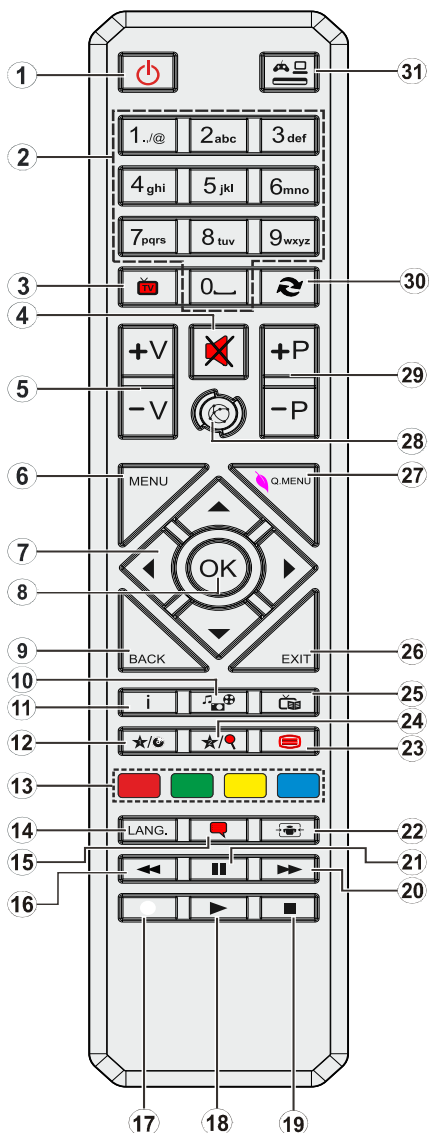 1
31
1../@ 2abc 3def
2
4ghi 5jkl 6mno
7pqrs 8tuv 9wxyz
3 TV 0 30
4
+V +P
5 29
-V -P
28
6 MENU Q.MENU 27
7
OK
8
9 BACK EXIT 26
10 25
11 i
24
12 ★/ ★/ 23
13
14 LANG. 22
15 21
16 20
17 18 19